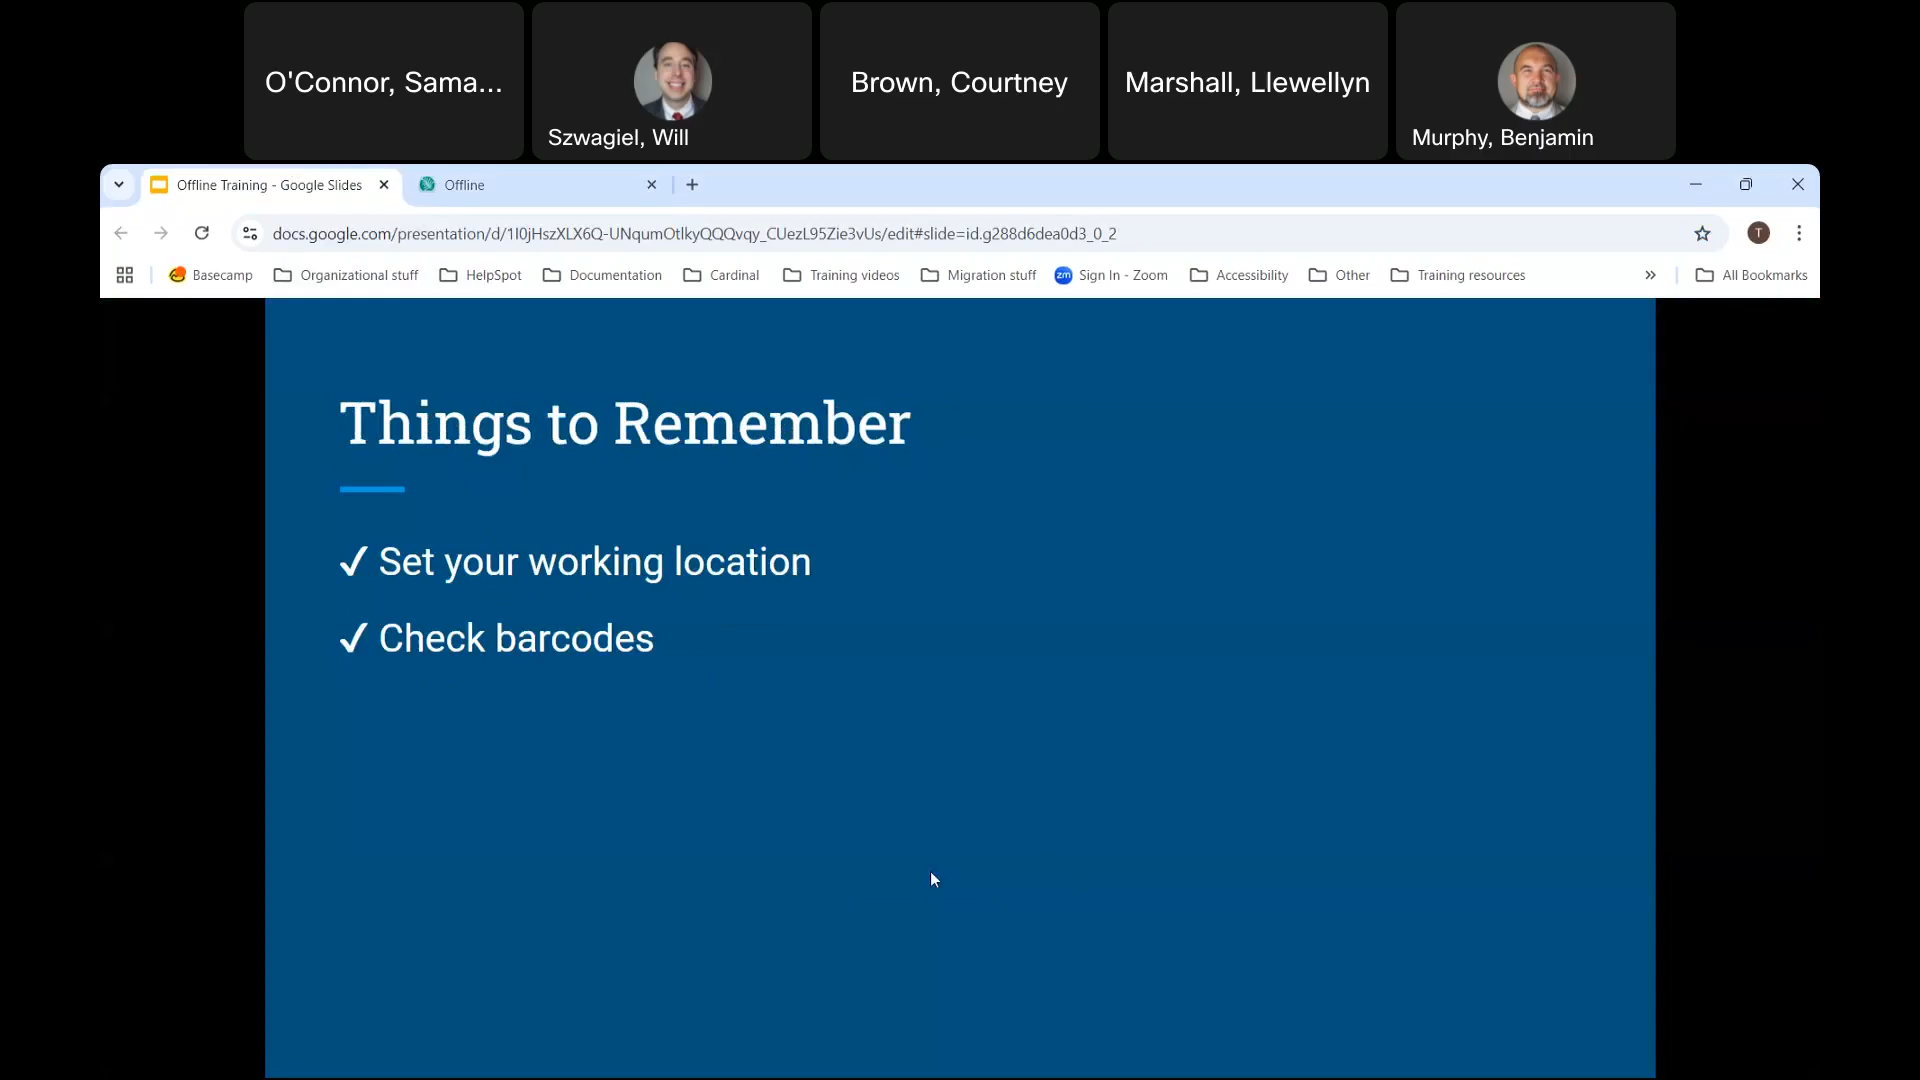 O'Connor, Sama...
Szwagiel, Will
Brown, Courtney
Marshall, Llewellyn
Murphy, Benjamin
Offline Training - Google Slides
Offline
docs.google.com/presentation/d/1I0jHszXLX6Q-UNqumOtlkyQQQvqy_CUezL95Zie3vUs/edit#slide=id.g288d6dea0d3_0_2
T
Basecamp
Organizational stuff
HelpSpot
Documentation
Cardinal
Training videos
Migration stuff
zm
Sign In - Zoom
Accessibility
Other
Training resources
All Bookmarks
Things to Remember
✓ Set your working location
✓ Check barcodes